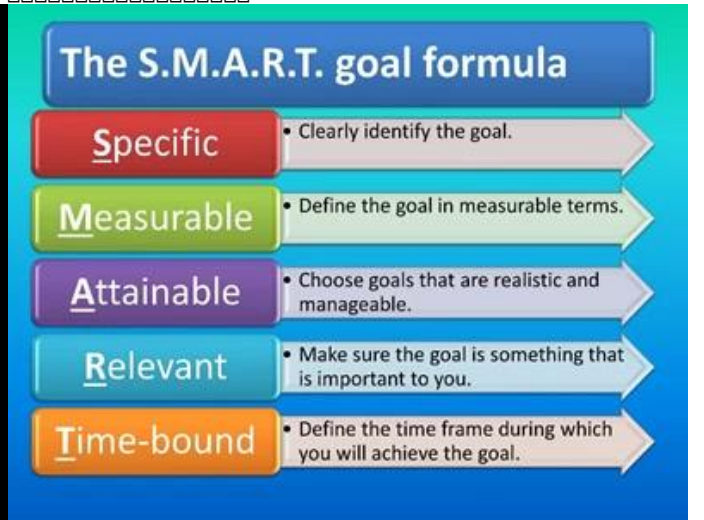 The S.M.A.R.T. goal formula
Specific
• Clearly identify the goal.
Measurable
• Define the goal in measurable terms.
Attainable
• Choose goals that are realistic and
manageable.
Relevant
• Make sure the goal is something that
is important to you.
Time-bound
• Define the time frame during which
you will achieve the goal.